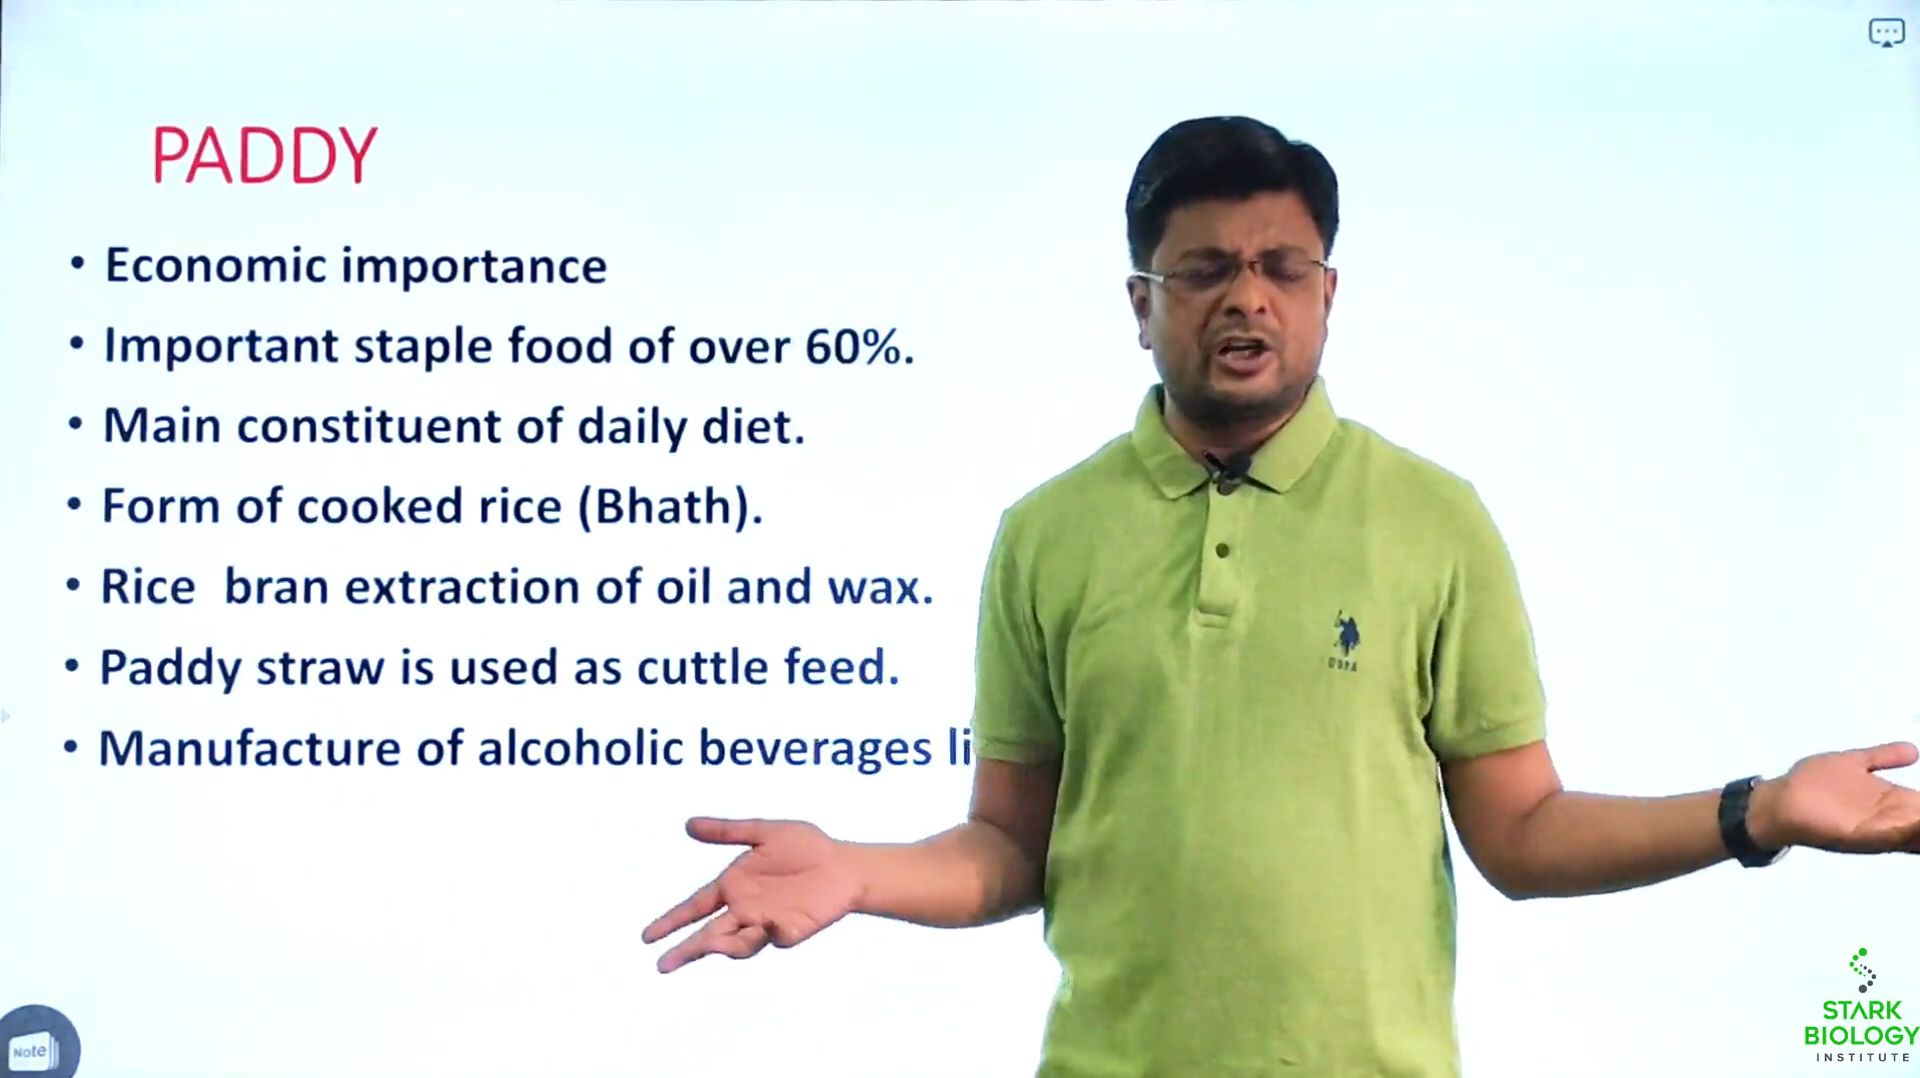 PADDY
• Economic importance
• Important staple food of over 60%.
• Main constituent of daily diet.
• Form of cooked rice (Bhath).
• Rice bran extraction of oil and wax.
• Paddy straw is used as cuttle feed.
• Manufacture of alcoholic beverages
USPA
Note
STARK
BIOLOGY
INSTITUTE